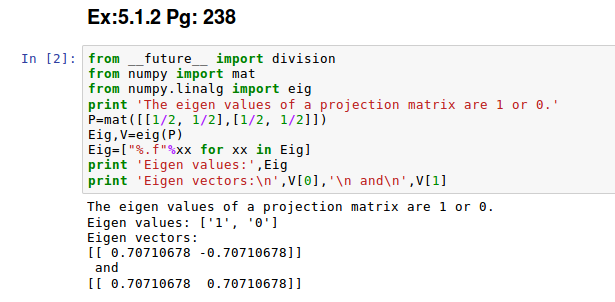 Ex:5.1.2 Pg: 238
In [2]: from __future__ import division
from numpy import mat
from numpy.linalg import eig
print 'The eigen values of a projection matrix are 1 or 0.'
P=mat([[1/2, 1/2],[1/2, 1/2]])
Eig,V=eig(P)
Eig=["%.f"%xx for xx in Eig]
print 'Eigen values:',Eig
print 'Eigen vectors:\n',V[0],'\n and\n',V[1]
The eigen values of a projection matrix are 1 or 0.
Eigen values: ['1', '0']
Eigen vectors:
[[ 0.70710678 -0.70710678]]
 and
[[ 0.70710678  0.70710678]]